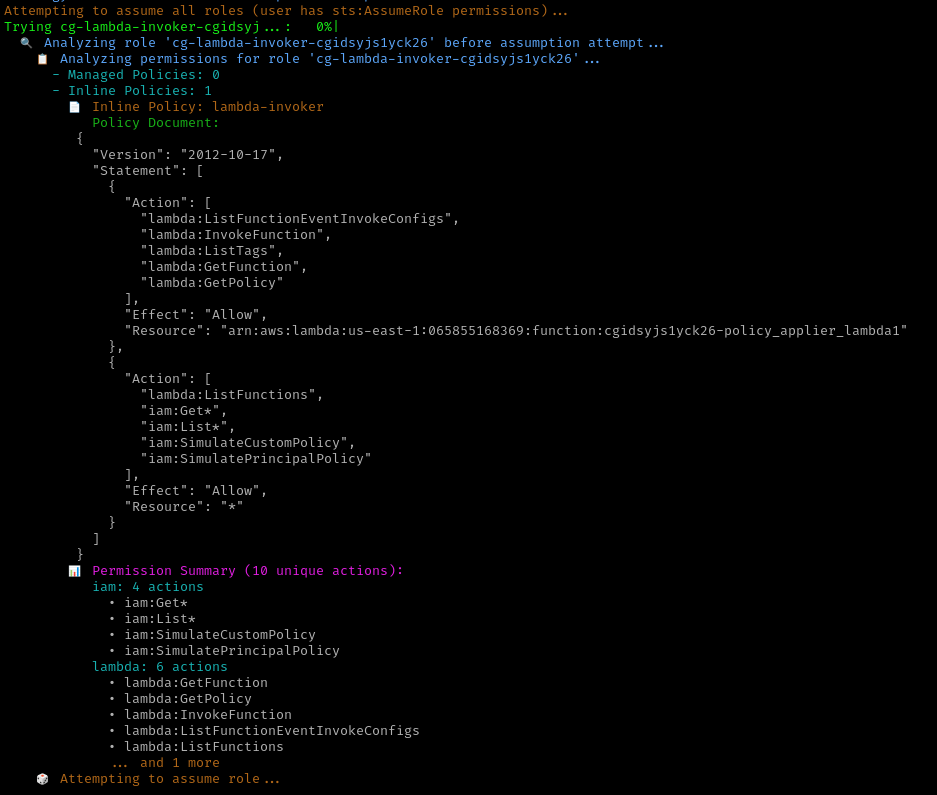 Attempting to assume all roles (user has sts:AssumeRole permissions)...
Trying cg-lambda-invoker-cgidsyj...:   0%|
🔍 Analyzing role 'cg-lambda-invoker-cgidsyjs1yck26' before assumption attempt...
📋 Analyzing permissions for role 'cg-lambda-invoker-cgidsyjs1yck26'...
- Managed Policies: 0
- Inline Policies: 1
📄 Inline Policy: lambda-invoker
Policy Document:
{
"Version": "2012-10-17",
"Statement": [
{
"Action": [
"lambda:ListFunctionEventInvokeConfigs",
"lambda:InvokeFunction",
"lambda:ListTags",
"lambda:GetFunction",
"lambda:GetPolicy"
],
"Effect": "Allow",
"Resource": "arn:aws:lambda:us-east-1:065855168369:function:cgidsyjs1yck26-policy_applier_lambda1"
},
{
"Action": [
"lambda:ListFunctions",
"iam:Get*",
"iam:List*",
"iam:SimulateCustomPolicy",
"iam:SimulatePrincipalPolicy"
],
"Effect": "Allow",
"Resource": "*"
}
]
}
📊 Permission Summary (10 unique actions):
iam: 4 actions
• iam:Get*
• iam:List*
• iam:SimulateCustomPolicy
• iam:SimulatePrincipalPolicy
lambda: 6 actions
• lambda:GetFunction
• lambda:GetPolicy
• lambda:InvokeFunction
• lambda:ListFunctionEventInvokeConfigs
• lambda:ListFunctions
... and 1 more
🎲 Attempting to assume role...